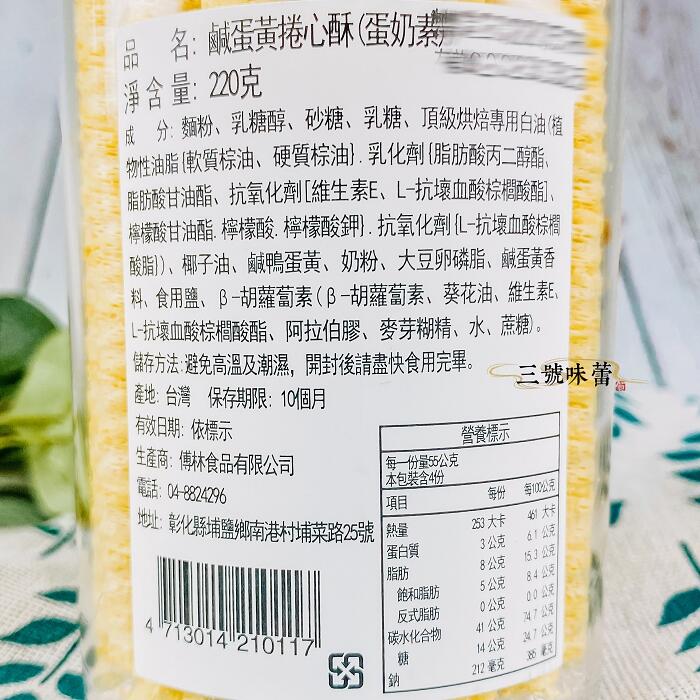 品 名: 鹹蛋黃捲心酥(蛋奶素)
淨含量: 220克
成 分: 麵粉、乳糖醇、砂糖、乳糖、頂級烘焙專用白油(植
物性油脂{軟質棕油、硬質棕油}. 乳化劑{脂肪酸丙二醇酯、
脂肪酸甘油酯、抗氧化劑[維生素E、L-抗壞血酸棕櫚酸酯]、
檸檬酸甘油酯. 檸檬酸. 檸檬酸鉀}. 抗氧化劑{L-抗壞血酸棕櫚
酸脂})、椰子油、鹹鴨蛋黃、奶粉、大豆卵磷脂、鹹蛋黃香
料、食用鹽、β-胡蘿蔔素(β-胡蘿蔔素、葵花油、維生素E、
L-抗壞血酸棕櫚酸酯、阿拉伯膠、麥芽糊精、水、蔗糖)。
儲存方法: 避免高溫及潮濕，開封後請盡快食用完畢。
三號味蕾
產地: 台灣 保存期限: 10個月
有效日期: 依標示
生產商: 傅林食品有限公司
電話: 04-8824296
地址: 彰化縣埔鹽鄉南港村埔菜路25號
4 713014 210117
營養標示
每一份量55公克
本包裝含4份
項目 每份 每100公克
熱量 253 大卡 461 大卡
蛋白質 3 公克 6.1 公克
脂肪 8 公克 15.3 公克
飽和脂肪 5 公克 8.4 公克
反式脂肪 0 公克 0.0 公克
碳水化合物 41 公克 74.7 公克
糖 14 公克 24.7 公克
鈉 212 毫克 385 毫克